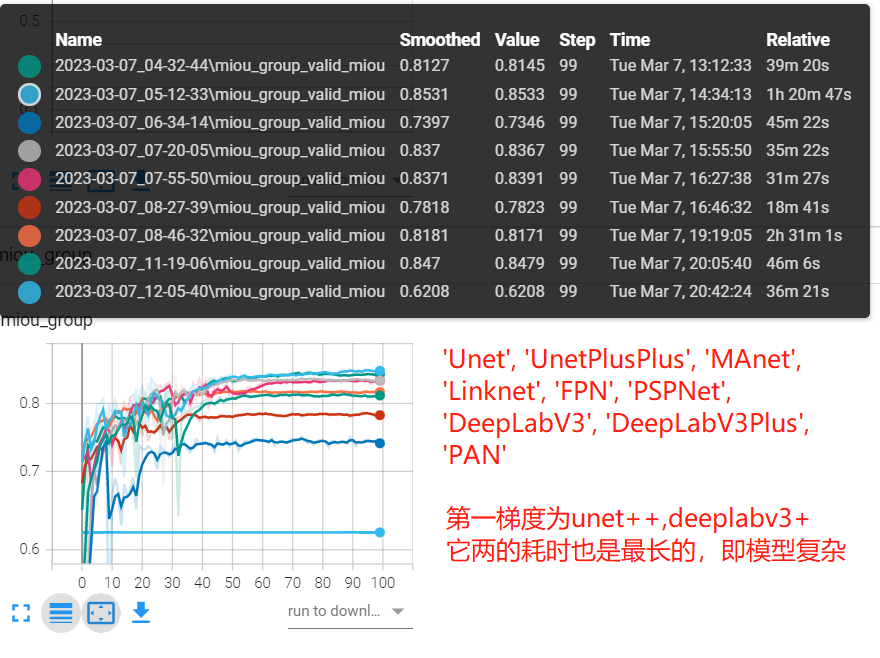 0.5
Name Smoothed Value Step Time Relative
2023-03-07_04-32-44\miou_group_valid_miou 0.8127 0.8145 99 Tue Mar 7, 13:12:33 39m 20s
2023-03-07_05-12-33\miou_group_valid_miou 0.8531 0.8533 99 Tue Mar 7, 14:34:13 1h 20m 47s
2023-03-07_06-34-14\miou_group_valid_miou 0.7397 0.7346 99 Tue Mar 7, 15:20:05 45m 22s
2023-03-07_07-20-05\miou_group_valid_miou 0.837 0.8367 99 Tue Mar 7, 15:55:50 35m 22s
2023-03-07_07-55-50\miou_group_valid_miou 0.8371 0.8391 99 Tue Mar 7, 16:27:38 31m 27s
2023-03-07_08-27-39\miou_group_valid_miou 0.7818 0.7823 99 Tue Mar 7, 16:46:32 18m 41s
2023-03-07_08-46-32\miou_group_valid_miou 0.8181 0.8171 99 Tue Mar 7, 19:19:05 2h 31m 1s
miou_group
2023-03-07_11-19-06\miou_group_valid_miou 0.847 0.8479 99 Tue Mar 7, 20:05:40 46m 6s
2023-03-07_12-05-40\miou_group_valid_miou 0.6208 0.6208 99 Tue Mar 7, 20:42:24 36m 21s
miou_group
0.8
0.7
0.6
0 10 20 30 40 50 60 70 80 90 100
run to downl...
'Unet', 'UnetPlusPlus', 'MAnet',
'Linknet', 'FPN', 'PSPNet',
'DeepLabV3', 'DeepLabV3Plus',
'PAN'
第一梯度为unet++,deeplabv3+
它两的耗时也是最长的，即模型复杂